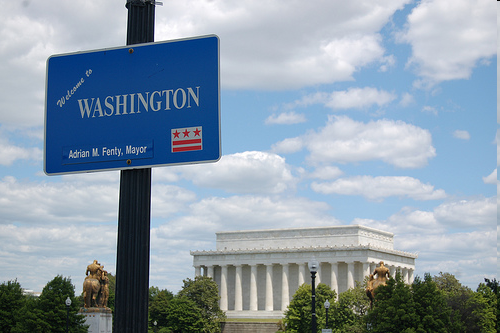 Welcome to
WASHINGTON
Adrian M. Fenty, Mayor